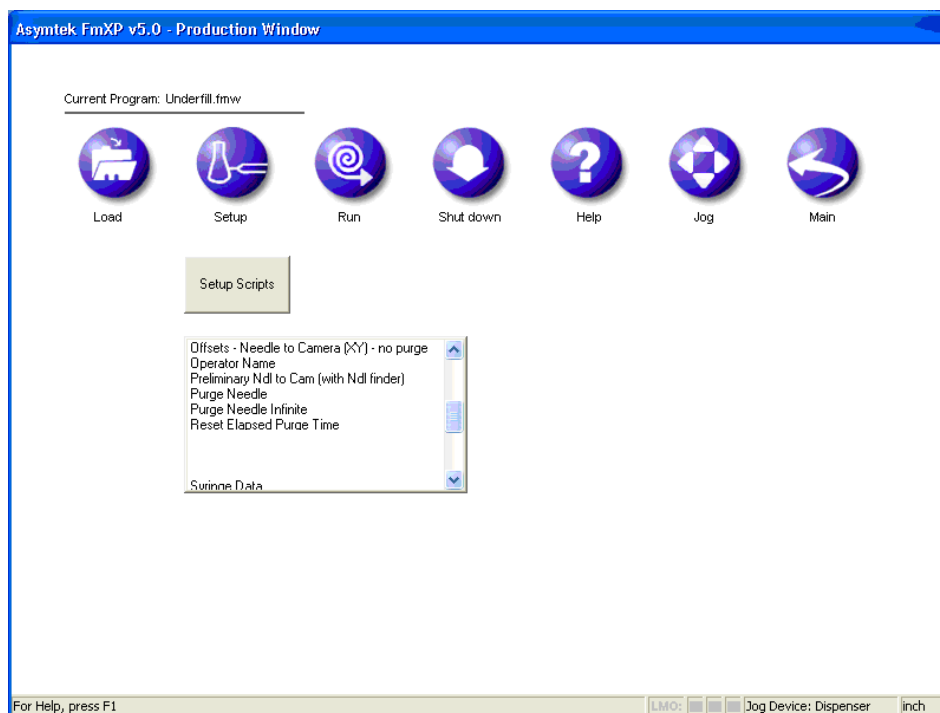 Asymtek FmXP v5.0 - Production Window
Current Program: Underfill.fmw
Load Setup Run Shut down Help Jog Main
Setup Scripts
Offsets - Needle to Camera (XY) - no purge
Operator Name
Preliminary Ndl to Cam (with Ndl finder)
Purge Needle
Purge Needle Infinite
Reset Elapsed Purge Time
Syringe Data
For Help, press F1 LMO: Jog Device: Dispenser inch